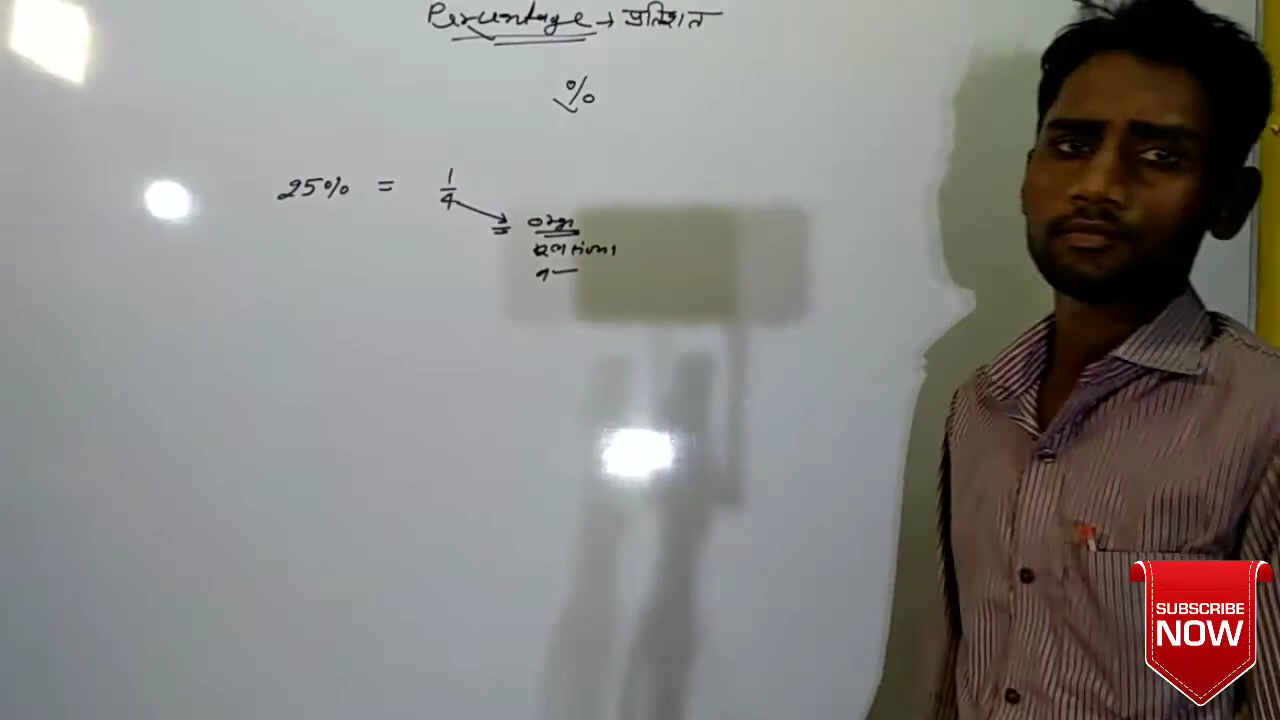 Percentage → प्रतिशत
%
25% = 1/4
SUBSCRIBE
NOW